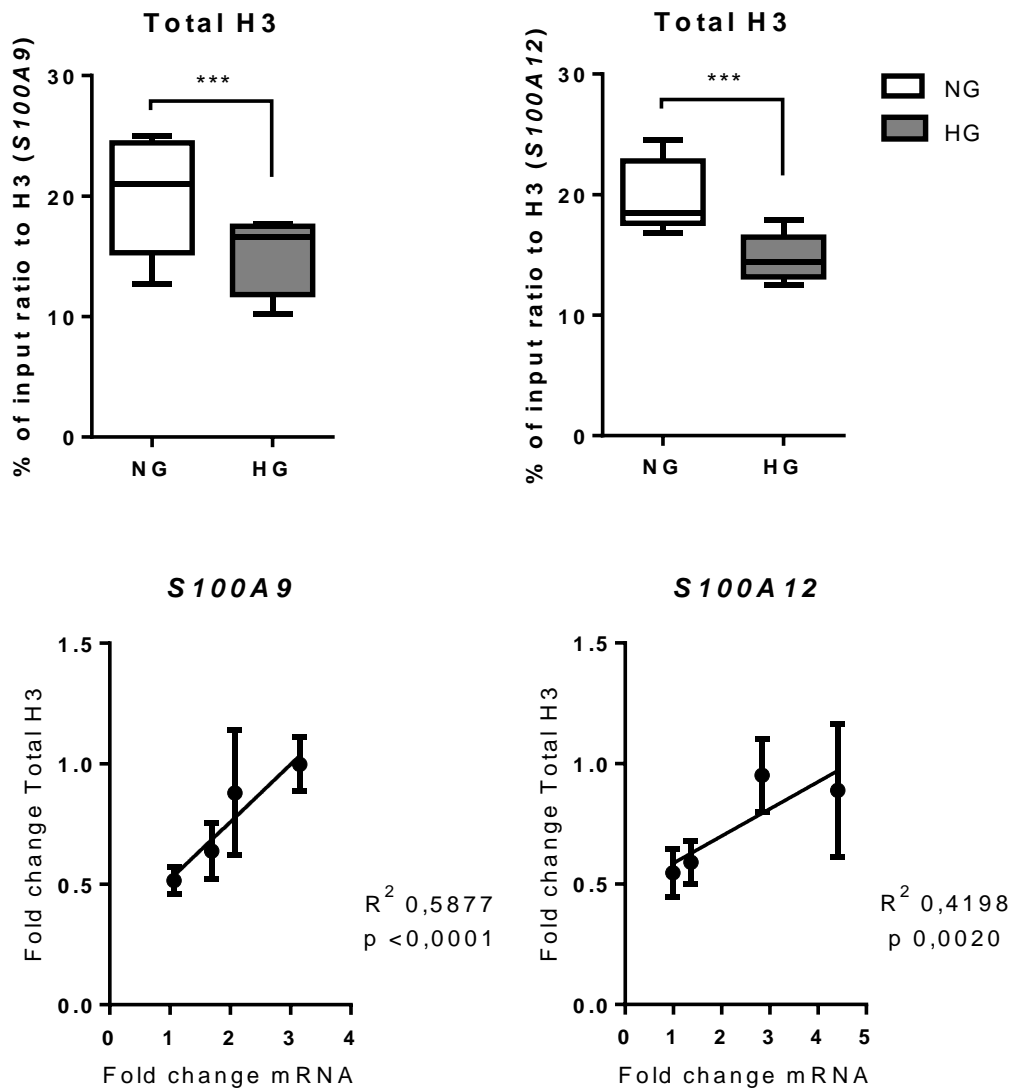 Total H3
% of input ratio to H3 (S100A9)
30
20
10
0
***
NG
HG
Total H3
% of input ratio to H3 (S100A12)
30
20
10
0
***
NG
HG
NG
HG
S100A9
Fold change Total H3
1.5
1.0
0.5
0.0
0
1
2
3
4
Fold change mRNA
R² 0,5877
p <0,0001
S100A12
Fold change Total H3
1.5
1.0
0.5
0.0
0
1
2
3
4
5
Fold change mRNA
R² 0,4198
p 0,0020